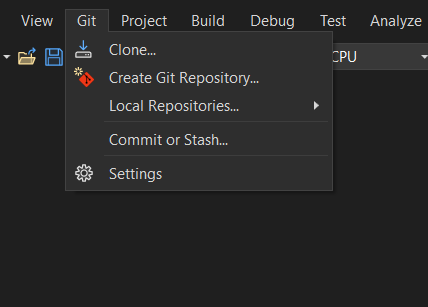 View Git Project Build Debug Test Analyze
Clone...
CPU
Create Git Repository...
Local Repositories...
Commit or Stash...
Settings